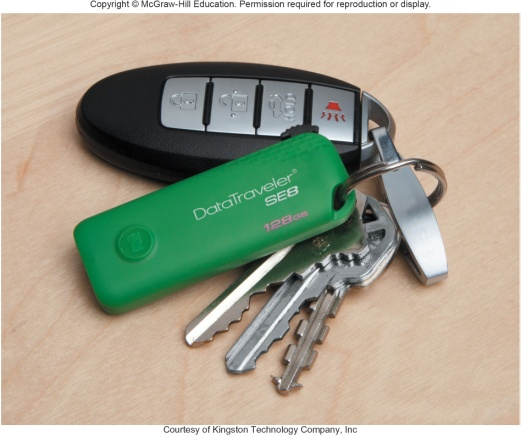 Copyright © McGraw-Hill Education. Permission required for reproduction or display.
DataTraveler®
SE8
128GB
Courtesy of Kingston Technology Company, Inc